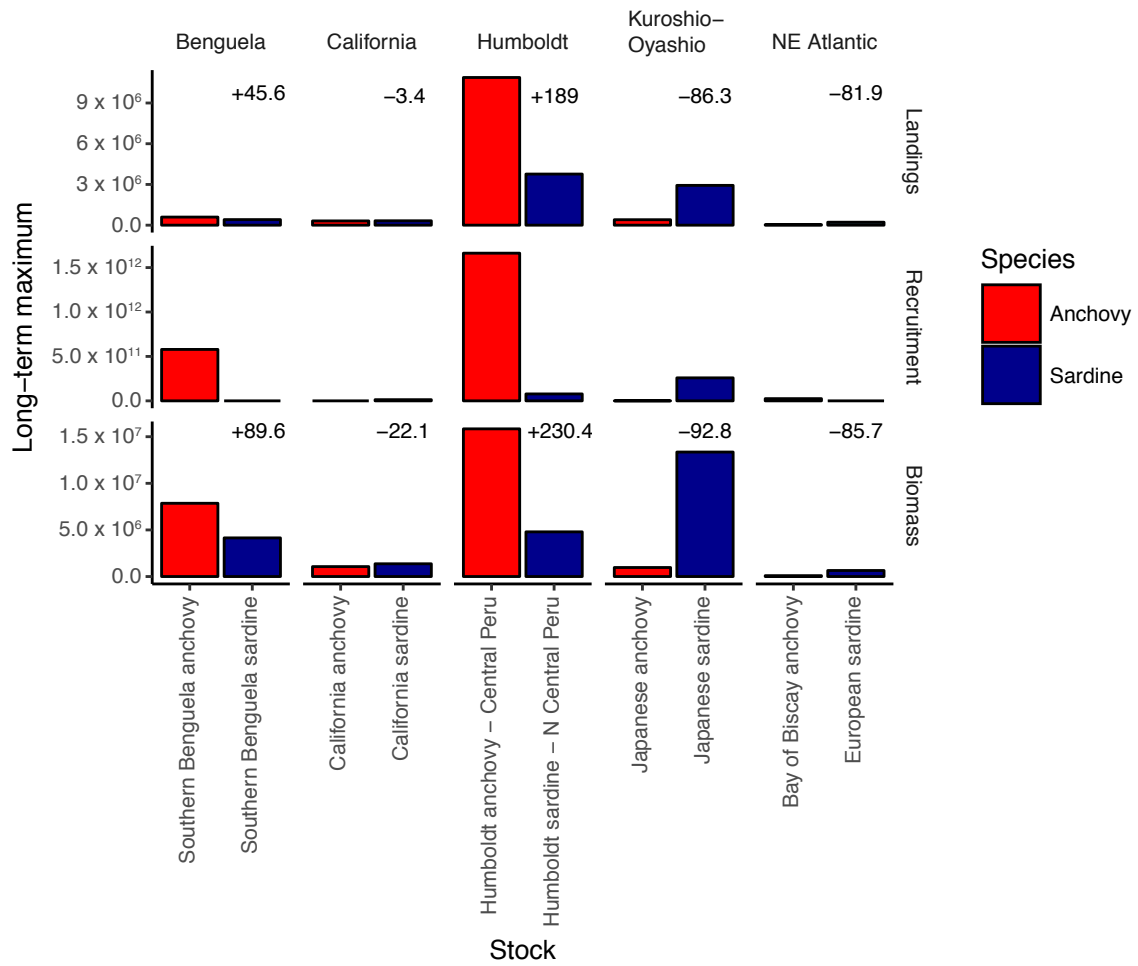 Benguela
California
Humboldt
Kuroshio−
Oyashio
NE Atlantic
Long−term maximum
9 x 10⁶
6 x 10⁶
3 x 10⁶
0.0
+45.6
−3.4
+189
−86.3
−81.9
Landings
1.5 x 10¹²
1.0 x 10¹²
5.0 x 10¹¹
0.0
Recruitment
1.5 x 10⁷
1.0 x 10⁷
5.0 x 10⁶
0.0
+89.6
−22.1
+230.4
−92.8
−85.7
Biomass
Southern Benguela anchovy
Southern Benguela sardine
California anchovy
California sardine
Humboldt anchovy − Central Peru
Humboldt sardine − N Central Peru
Japanese anchovy
Japanese sardine
Bay of Biscay anchovy
European sardine
Stock
Species
Anchovy
Sardine